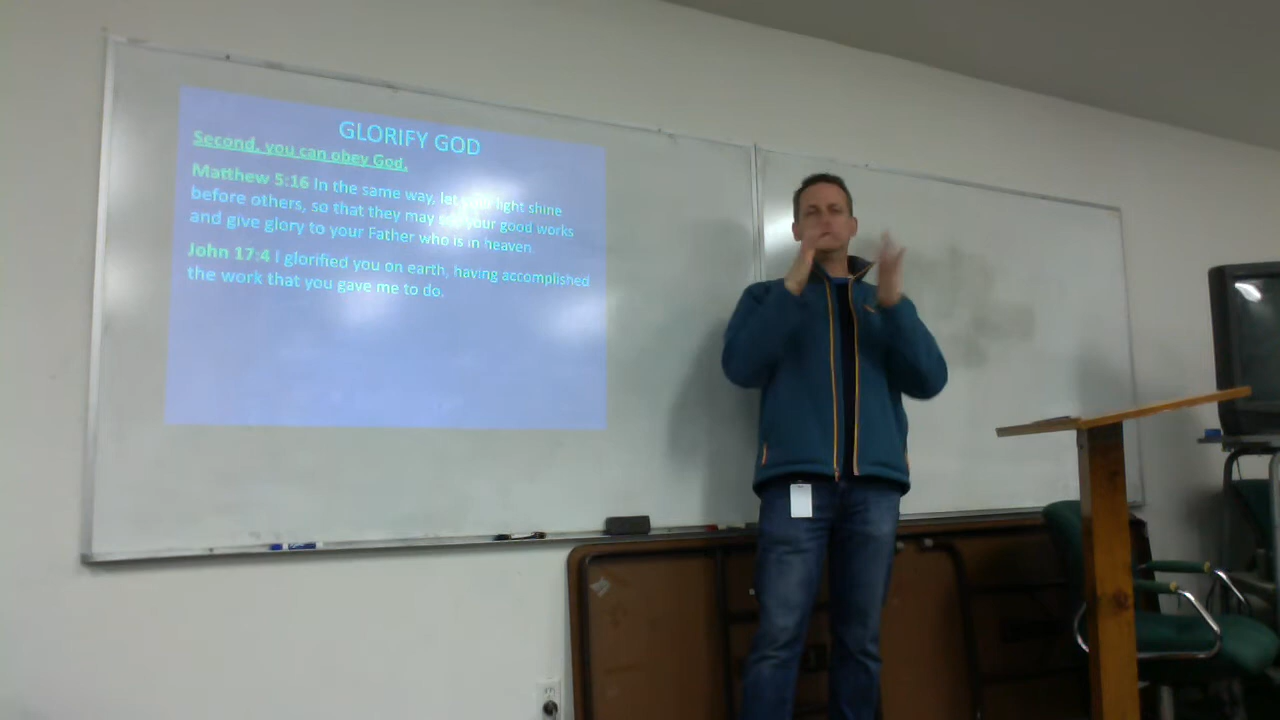 GLORIFY GOD
Second, you can obey God.
Matthew 5:16 In the same way, let your light shine
before others, so that they may see your good works
and give glory to your Father who is in heaven.
John 17:4 I glorified you on earth, having accomplished
the work that you gave me to do.